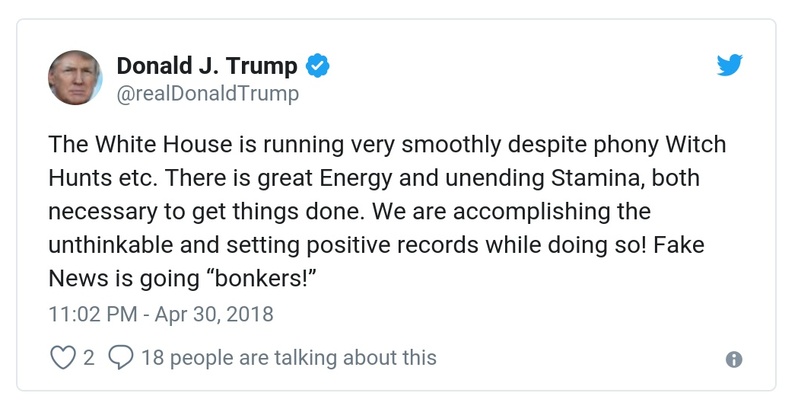 Donald J. Trump
@realDonaldTrump
The White House is running very smoothly despite phony Witch
Hunts etc. There is great Energy and unending Stamina, both
necessary to get things done. We are accomplishing the
unthinkable and setting positive records while doing so! Fake
News is going “bonkers!”
11:02 PM - Apr 30, 2018
2 18 people are talking about this